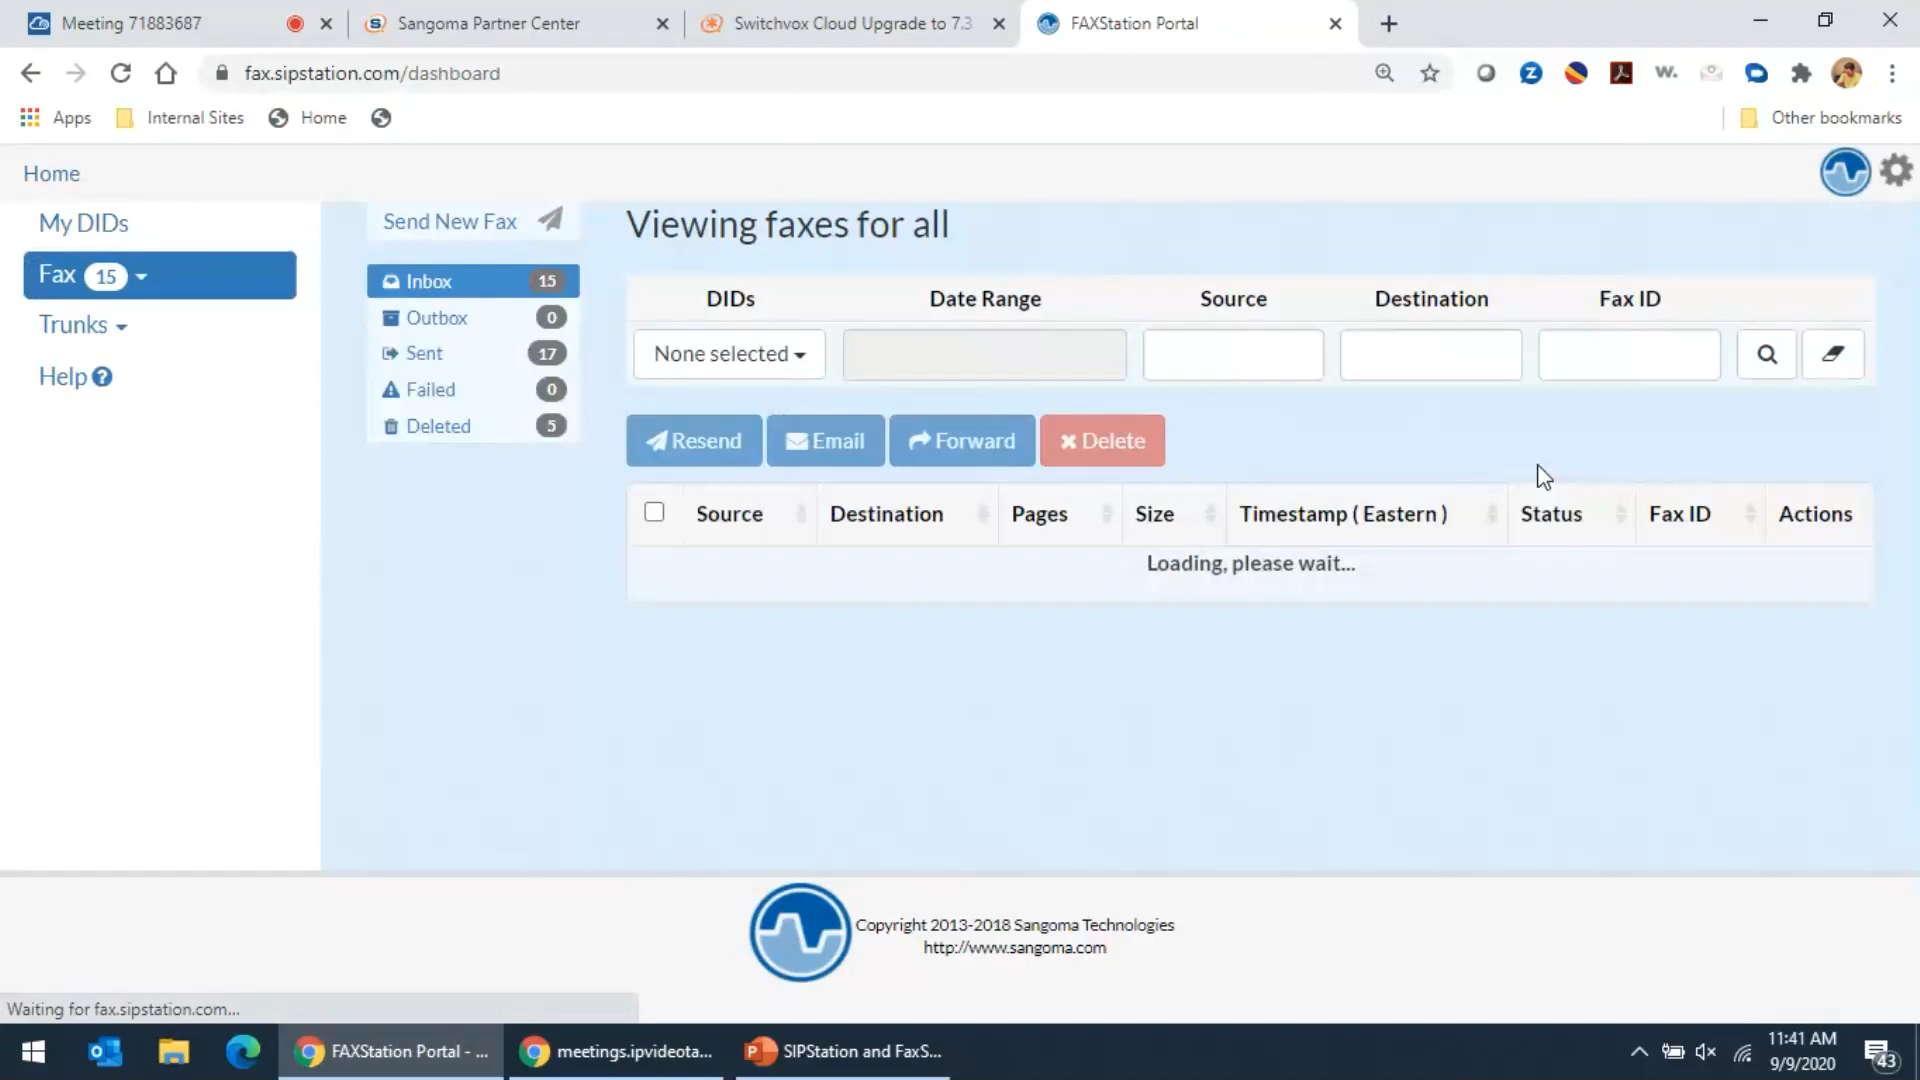 Meeting 71883687
Sangoma Partner Center
Switchvox Cloud Upgrade to 7.3
FAXStation Portal
fax.sipstation.com/dashboard
Apps
Internal Sites
Home
Other bookmarks
Home
My DIDs
Fax 15
Trunks
Help
Send New Fax
Inbox 15
Outbox 0
Sent 17
Failed 0
Deleted 5
Viewing faxes for all
DIDs Date Range Source Destination Fax ID
None selected
Resend Email Forward Delete
Source Destination Pages Size Timestamp ( Eastern ) Status Fax ID Actions
Loading, please wait...
Copyright 2013-2018 Sangoma Technologies
http://www.sangoma.com
Waiting for fax.sipstation.com...
FAXStation Portal - ...
meetings.ipvideota...
SIPStation and FaxS...
11:41 AM
9/9/2020
43